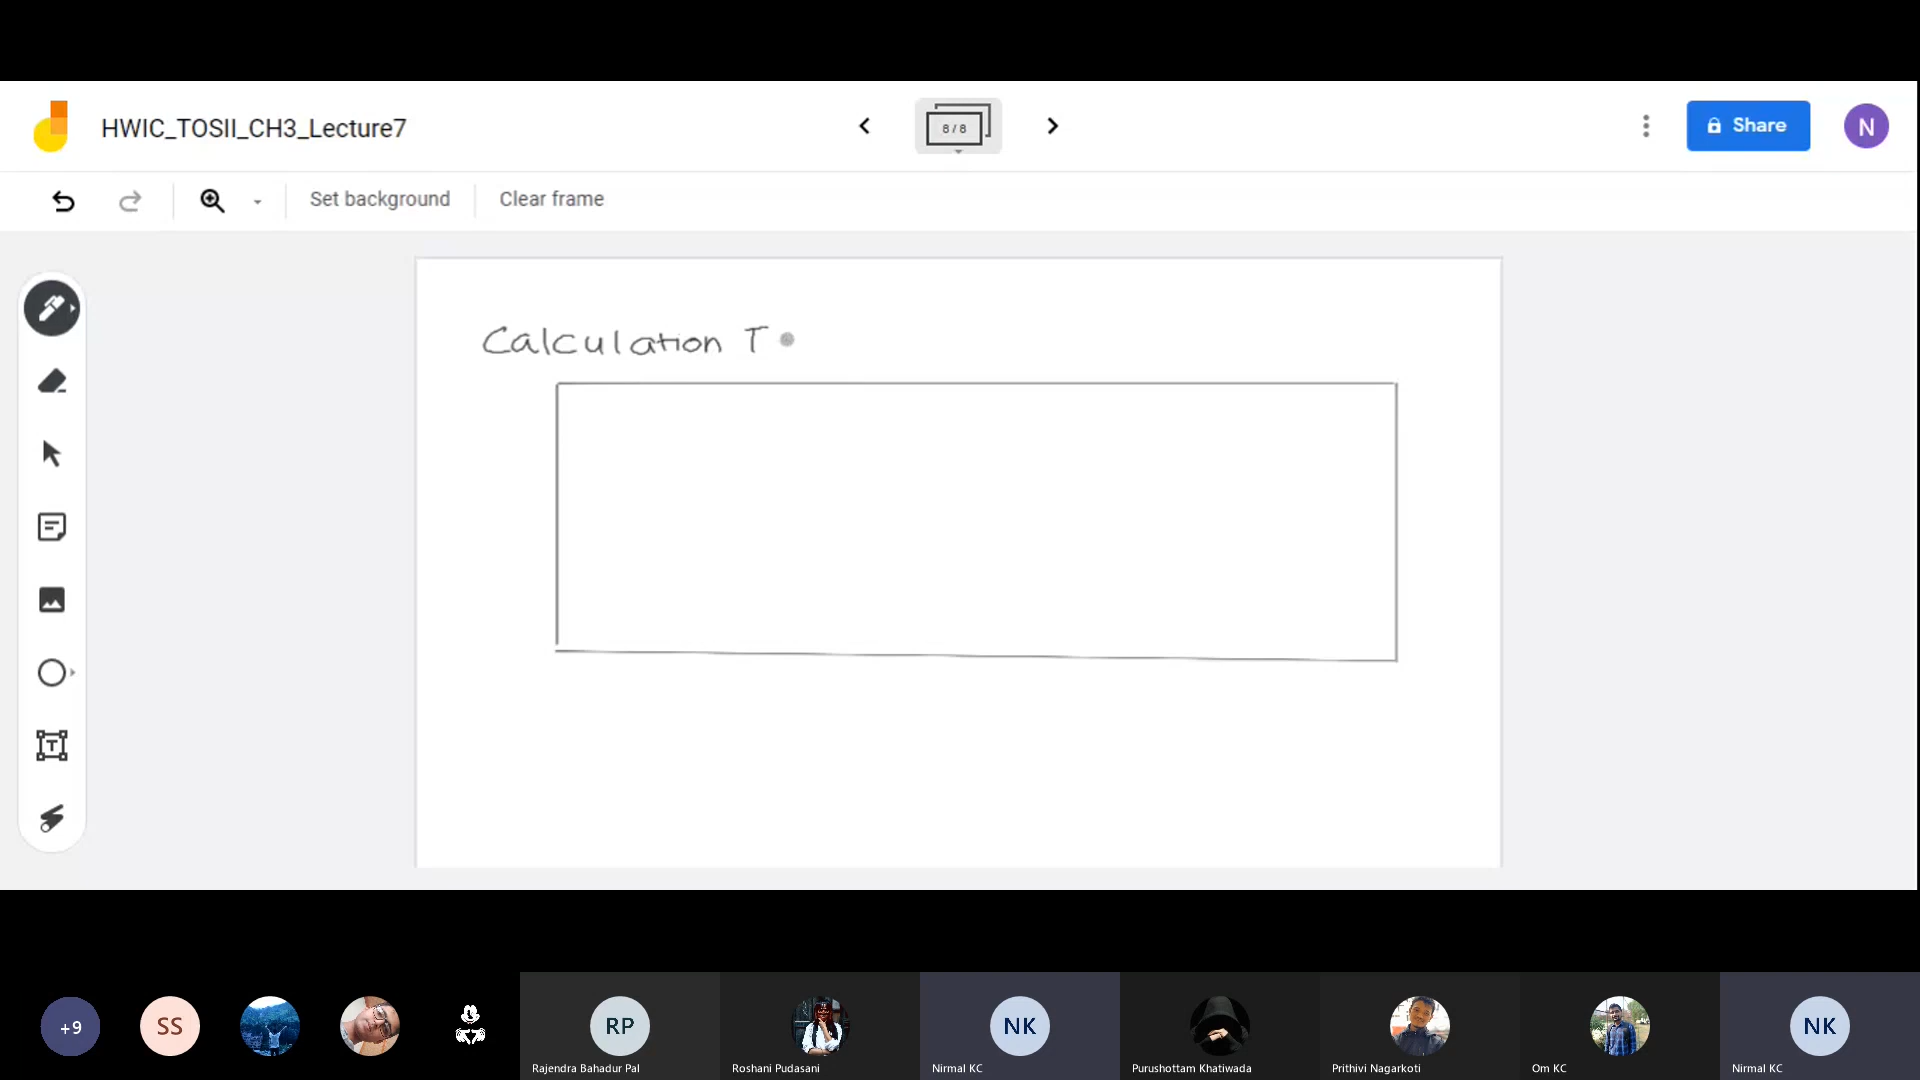 HWIC_TOSII_CH3_Lecture7
8/8
Share
N
Set background
Clear frame
Calculation T
+9
SS
RP
NK
NK
Rajendra Bahadur Pal
Roshani Pudasani
Nirmal KC
Purushottam Khatiwada
Prithivi Nagarkoti
Om KC
Nirmal KC